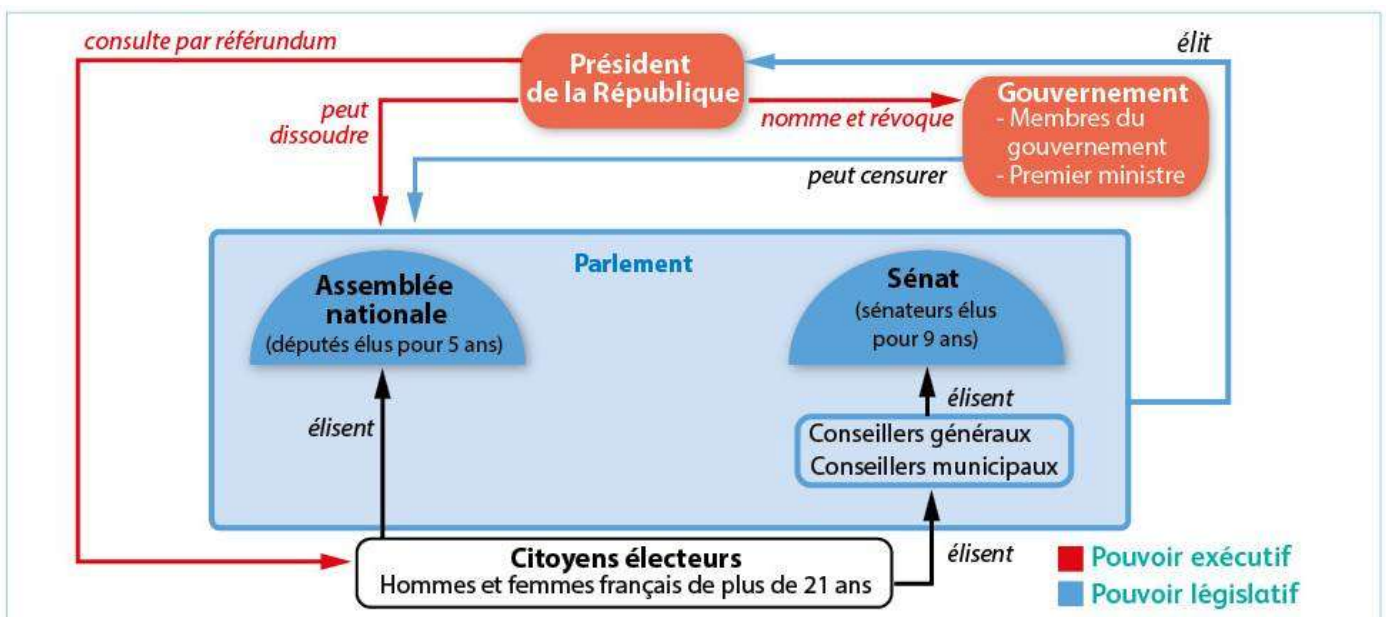 consulte par référundum
élit
Président
de la République
Gouvernement
- Membres du
gouvernement
- Premier ministre
peut
dissoudre
nomme et révoque
peut censurer
Parlement
Assemblée
nationale
(députés élus pour 5 ans)
Sénat
(sénateurs élus
pour 9 ans)
élisent
élisent
Conseillers généraux
Conseillers municipaux
Citoyens électeurs
Hommes et femmes français de plus de 21 ans
élisent
Pouvoir exécutif
Pouvoir législatif